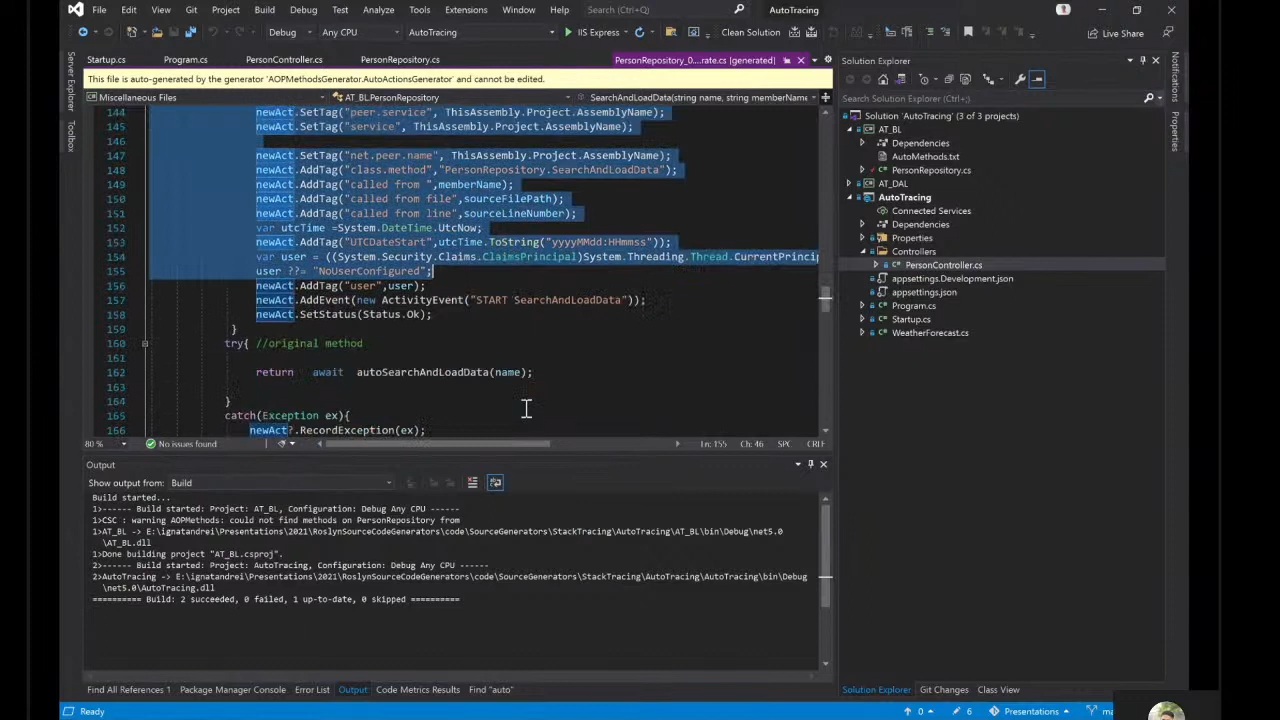 File Edit View Git Project Build Debug Test Analyze Tools Extensions Window Help Search (Ctrl+Q) AutoTracing
Debug Any CPU AutoTracing IIS Express Clean Solution Live Share
Startup.cs Program.cs PersonController.cs PersonRepository.cs PersonRepository_0...rate.cs [generated]
This file is auto-generated by the generator 'AOPMethodsGenerator.AutoActionsGenerator' and cannot be edited.
Miscellaneous Files AT_BL.PersonRepository SearchAndLoadData(string name, string memberName
144 newAct.SetTag("peer.service", ThisAssembly.Project.AssemblyName);
145 newAct.SetTag("service", ThisAssembly.Project.AssemblyName);
146
147 newAct.SetTag("net.peer.name", ThisAssembly.Project.AssemblyName);
148 newAct.AddTag("class.method","PersonRepository.SearchAndLoadData");
149 newAct.AddTag("called from ",memberName);
150 newAct.AddTag("called from file",sourceFilePath);
151 newAct.AddTag("called from line",sourceLineNumber);
152 var utcTime =System.DateTime.UtcNow;
153 newAct.AddTag("UTCDateStart",utcTime.ToString("yyyyMMdd:HHmmss"));
154 var user = ((System.Security.Claims.ClaimsPrincipal)System.Threading.Thread.CurrentPrincip
155 user ??= "NoUserConfigured";
156 newAct.AddTag("user",user);
157 newAct.AddEvent(new ActivityEvent("START SearchAndLoadData"));
158 newAct.SetStatus(Status.Ok);
159 }
160 try{ //original method
161
162 return await autoSearchAndLoadData(name);
163
164 }
165 catch(Exception ex){
166 newAct?.RecordException(ex);
80 % No issues found Ln: 155 Ch: 46 SPC CRLF
Output
Show output from: Build
Build started...
1>------ Build started: Project: AT_BL, Configuration: Debug Any CPU ------
1>CSC : warning AOPMethods: could not find methods on PersonRepository from
1>AT_BL -> E:\ignatandrei\Presentations\2021\RoslynSourceCodeGenerators\code\SourceGenerators\StackTracing\AutoTracing\AT_BL\bin\Debug\net5.0
\AT_BL.dll
1>Done building project "AT_BL.csproj".
2>------ Build started: Project: AutoTracing, Configuration: Debug Any CPU ------
2>AutoTracing -> E:\ignatandrei\Presentations\2021\RoslynSourceCodeGenerators\code\SourceGenerators\StackTracing\AutoTracing\AutoTracing\bin\Debug
\net5.0\AutoTracing.dll
========== Build: 2 succeeded, 0 failed, 1 up-to-date, 0 skipped ==========
Find All References 1 Package Manager Console Error List Output Code Metrics Results Find "auto"
Ready 0 6 Presentations
Server Explorer
Toolbox
Solution Explorer
Search Solution Explorer (Ctrl+;)
Solution 'AutoTracing' (3 of 3 projects)
AT_BL
Dependencies
AutoMethods.txt
PersonRepository.cs
AT_DAL
AutoTracing
Connected Services
Dependencies
Properties
Controllers
PersonController.cs
appsettings.Development.json
appsettings.json
Program.cs
Startup.cs
WeatherForecast.cs
Solution Explorer Git Changes Class View
Notifications
Properties